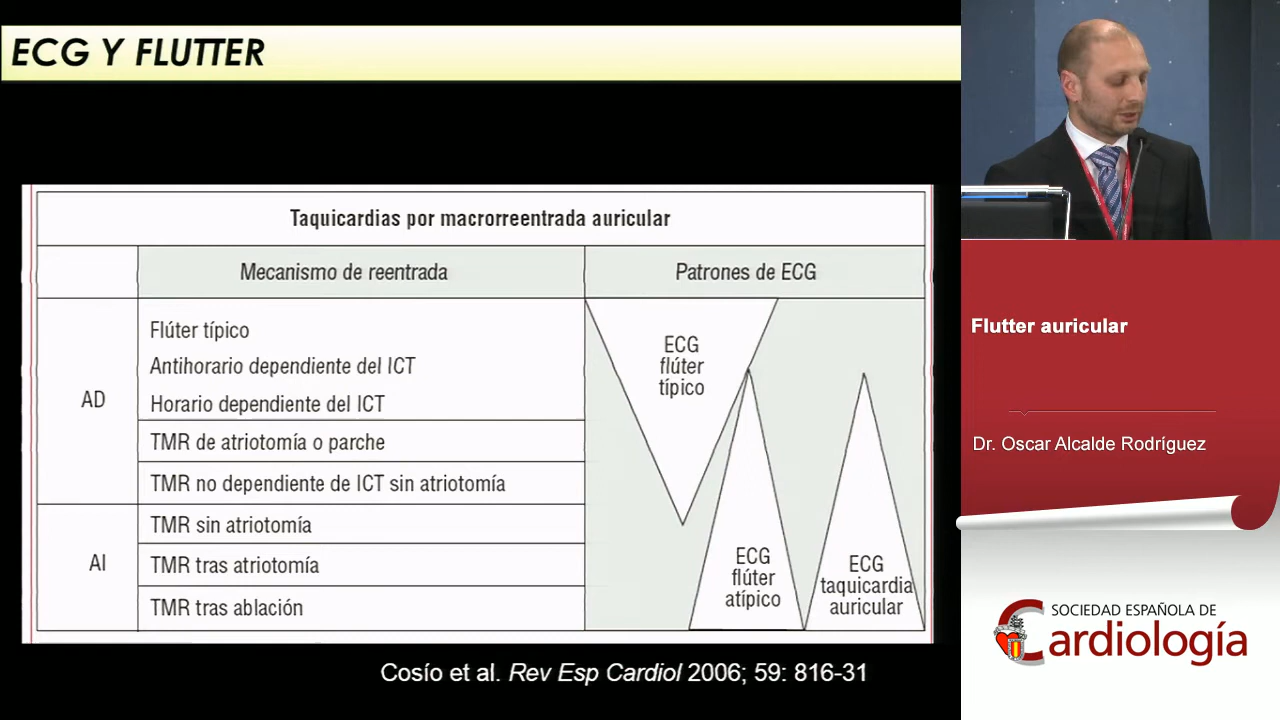 ECG Y FLUTTER
Taquicardias por macrorreentrada auricular
Mecanismo de reentrada
Patrones de ECG
AD
Flúter típico
Antihorario dependiente del ICT
Horario dependiente del ICT
TMR de atriotomía o parche
TMR no dependiente de ICT sin atriotomía
AI
TMR sin atriotomía
TMR tras atriotomía
TMR tras ablación
ECG
flúter
típico
ECG
flúter
atípico
ECG
taquicardia
auricular
Cosío et al. Rev Esp Cardiol 2006; 59: 816-31
Flutter auricular
Dr. Oscar Alcalde Rodríguez
SOCIEDAD ESPAÑOLA DE
Cardiología